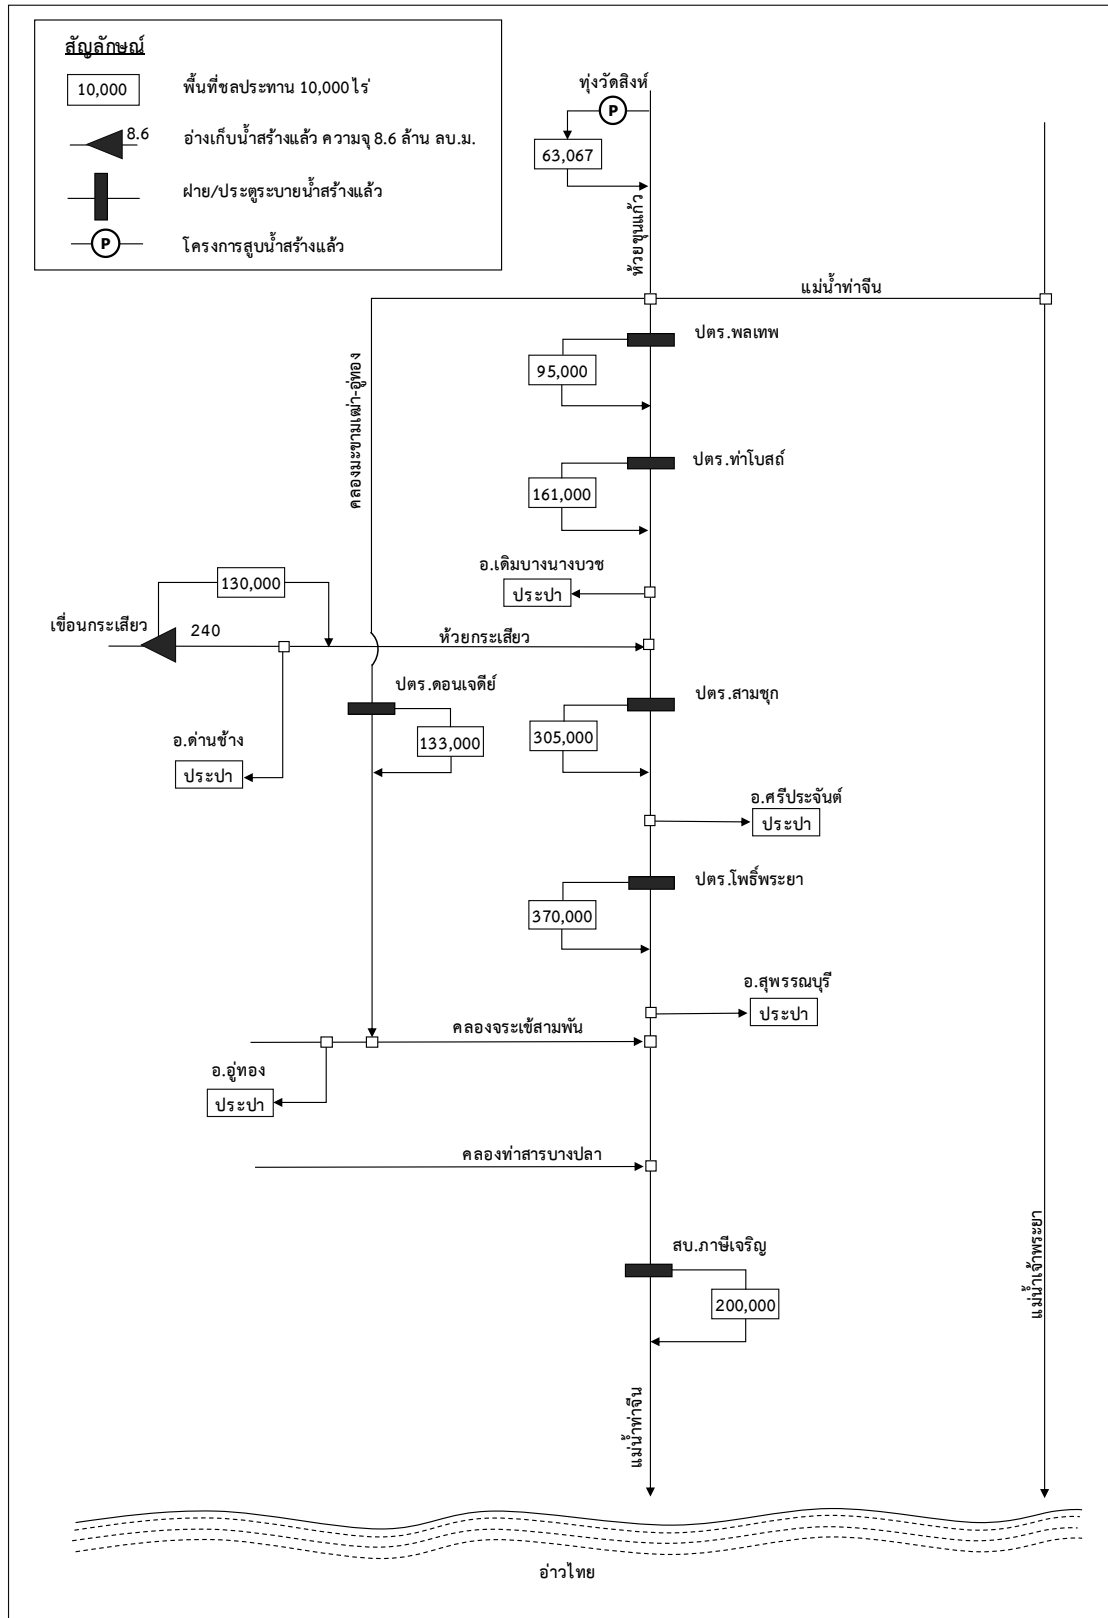 สัญลักษณ์
10,000 พื้นที่ชลประทาน 10,000 ไร่
8.6 อ่างเก็บน้ำสร้างแล้ว ความจุ 8.6 ล้าน ลบ.ม.
ฝาย/ประตูระบายน้ำสร้างแล้ว
P โครงการสูบน้ำสร้างแล้ว
ทุ่งวัดสิงห์
P
63,067
ห้วยขุนแก้ว
แม่น้ำท่าจีน
ปตร.พลเทพ
95,000
คลองมะขามเฒ่า-อู่ทอง
ปตร.ท่าโบสถ์
161,000
อ.เดิมบางนางบวช
ประปา
130,000
เขื่อนกระเสียว
240
ห้วยกระเสียว
ปตร.ดอนเจดีย์
133,000
ปตร.สามชุก
305,000
อ.ด่านช้าง
ประปา
อ.ศรีประจันต์
ประปา
ปตร.โพธิ์พระยา
370,000
อ.สุพรรณบุรี
ประปา
คลองจระเข้สามพัน
อ.อู่ทอง
ประปา
คลองท่าสารบางปลา
สบ.ภาษีเจริญ
200,000
แม่น้ำเจ้าพระยา
แม่น้ำท่าจีน
อ่าวไทย